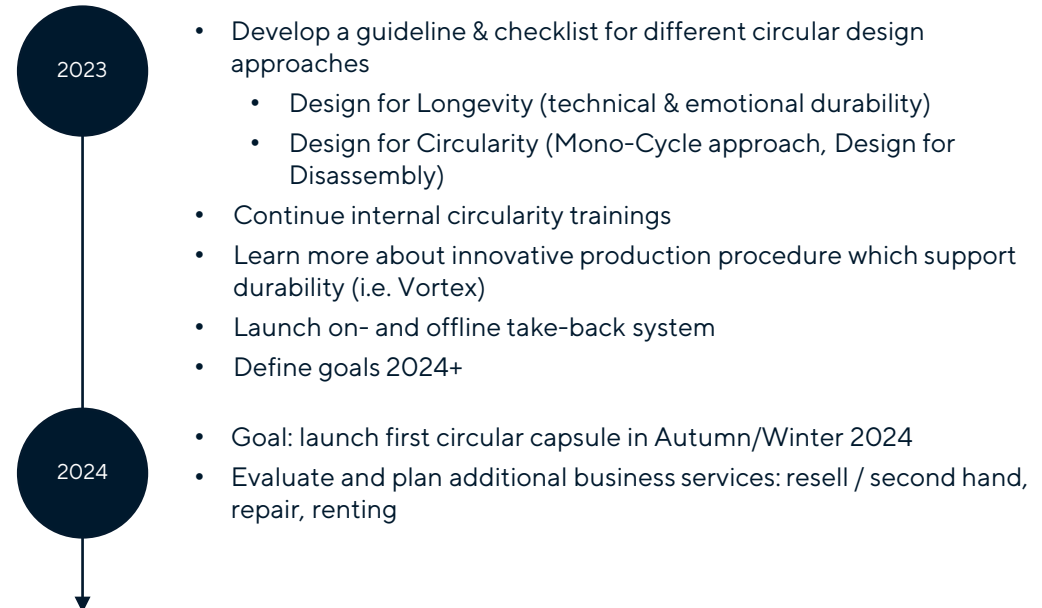 2023
• Develop a guideline & checklist for different circular design
approaches
• Design for Longevity (technical & emotional durability)
• Design for Circularity (Mono-Cycle approach, Design for
Disassembly)
• Continue internal circularity trainings
• Learn more about innovative production procedure which support
durability (i.e. Vortex)
• Launch on- and offline take-back system
• Define goals 2024+
2024
• Goal: launch first circular capsule in Autumn/Winter 2024
• Evaluate and plan additional business services: resell / second hand,
repair, renting